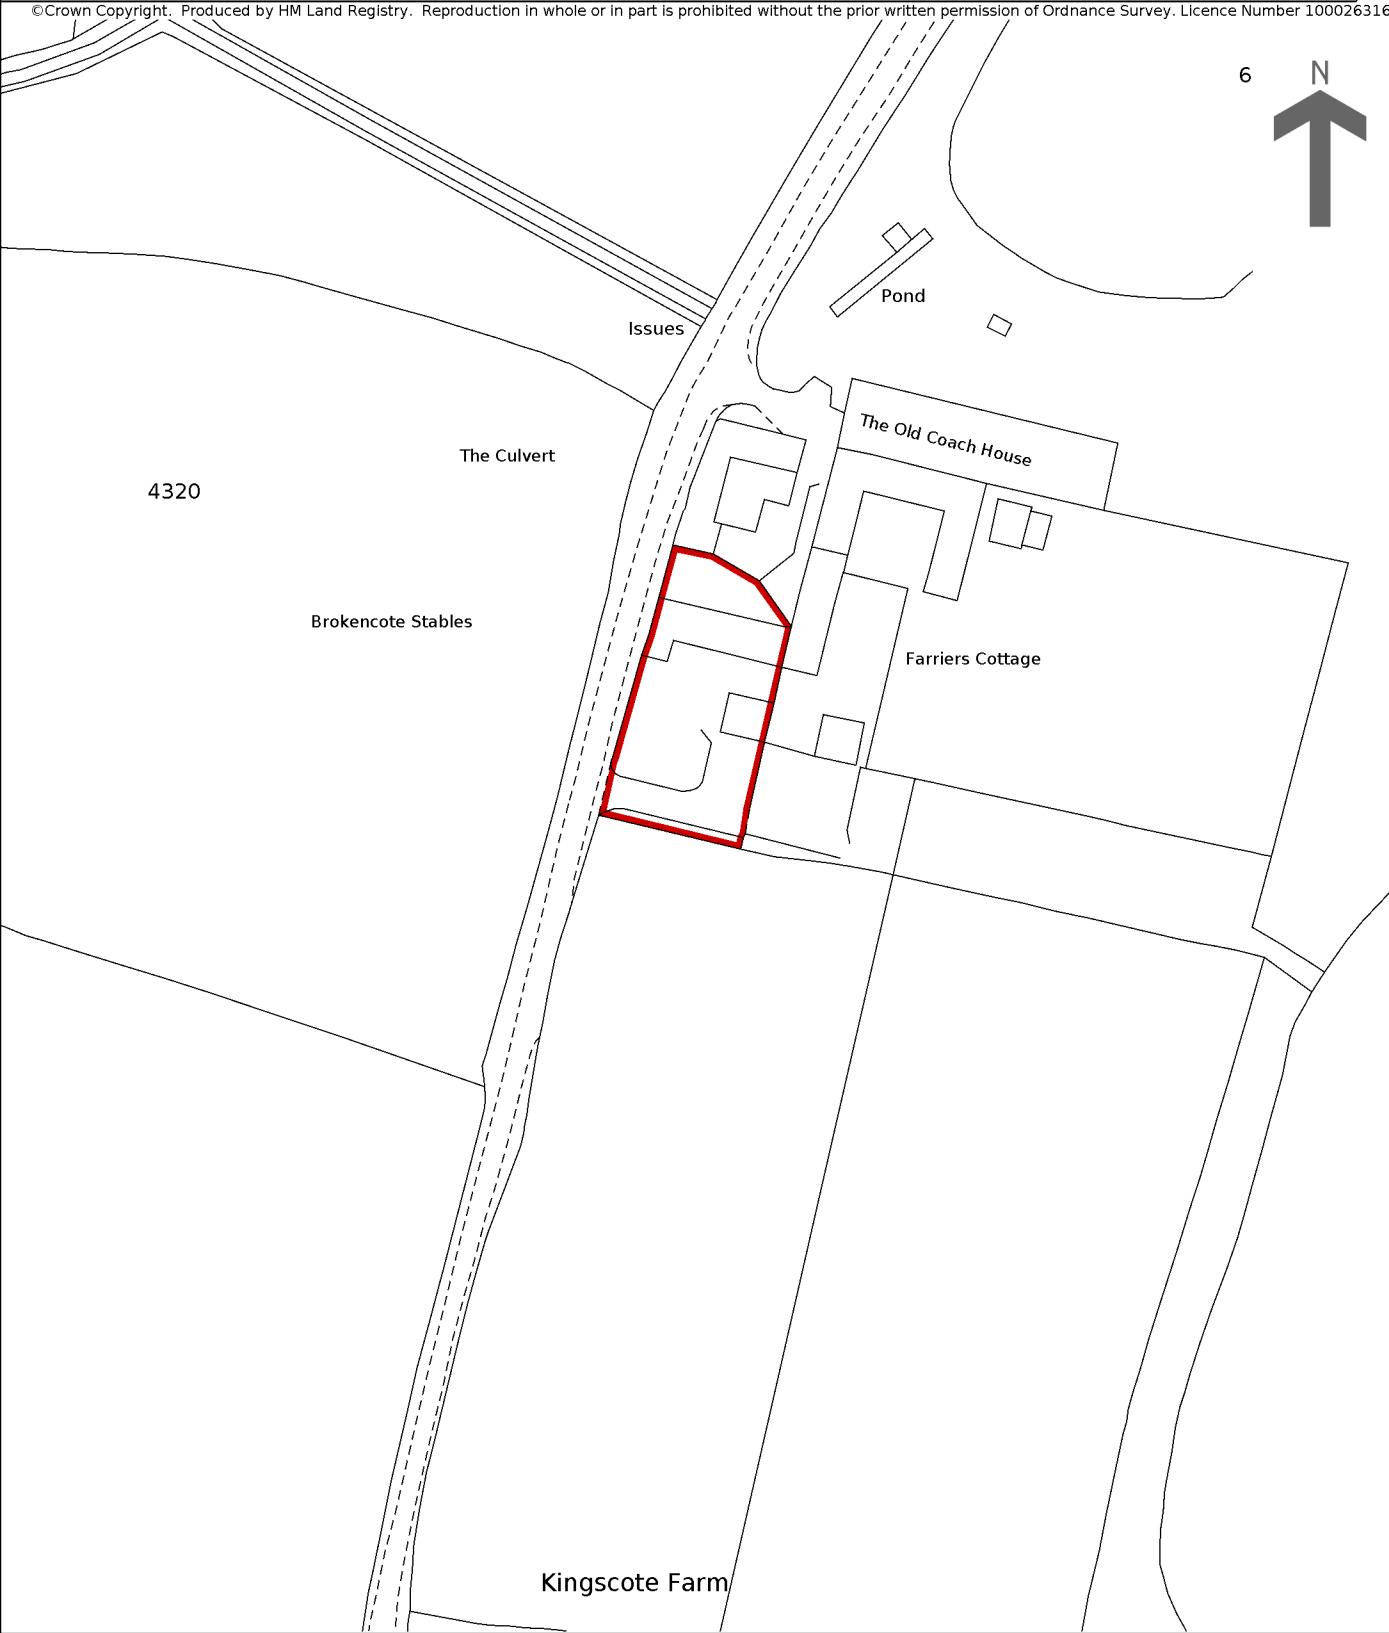 ©Crown Copyright. Produced by HM Land Registry. Reproduction in whole or in part is prohibited without the prior written permission of Ordnance Survey. Licence Number 100026316
6
N
Pond
Issues
The Old Coach House
The Culvert
4320
Brokencote Stables
Farriers Cottage
Kingscote Farm